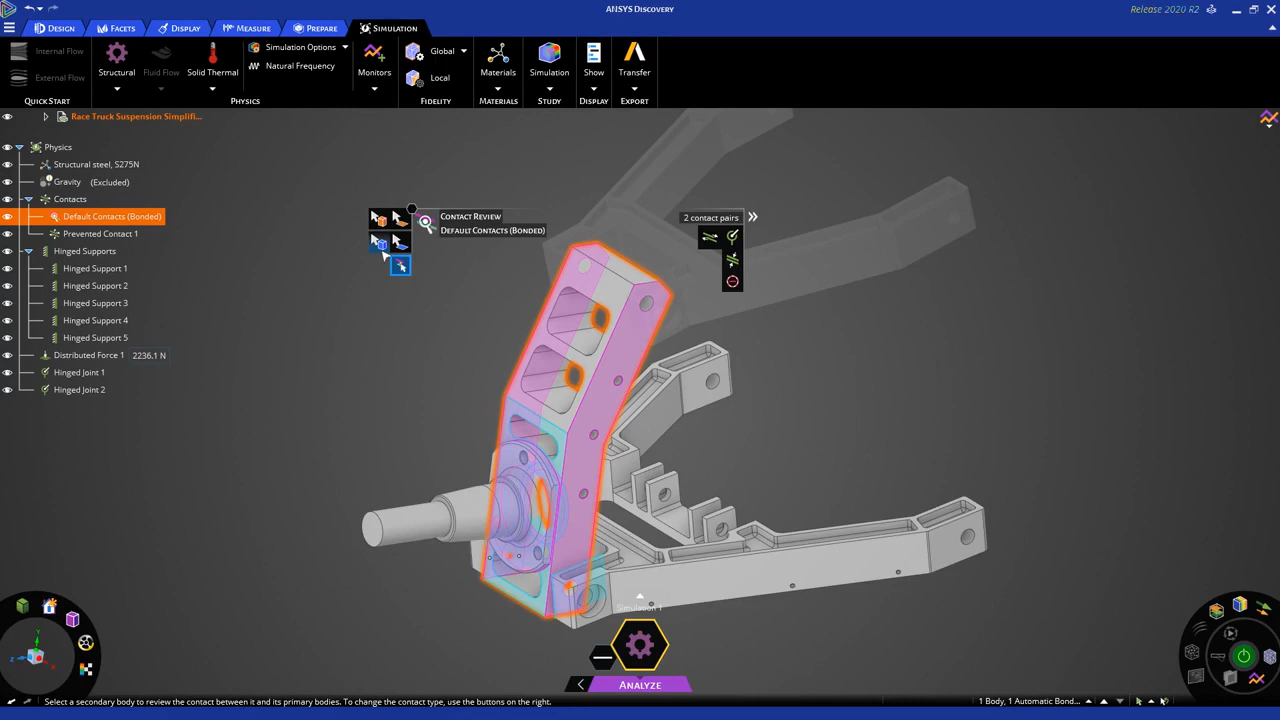 ANSYS Discovery
Release 2020 R2
DESIGN
FACETS
DISPLAY
MEASURE
PREPARE
SIMULATION
Internal Flow
External Flow
QUICK START
Structural
Fluid Flow
Solid Thermal
Simulation Options
Natural Frequency
PHYSICS
Monitors
Global
Local
FIDELITY
Materials
MATERIALS
Simulation
STUDY
Show
DISPLAY
Transfer
EXPORT
Race Truck Suspension Simplifi...
Physics
Structural steel, S275N
Gravity (Excluded)
Contacts
Default Contacts (Bonded)
Prevented Contact 1
Hinged Supports
Hinged Support 1
Hinged Support 2
Hinged Support 3
Hinged Support 4
Hinged Support 5
Distributed Force 1 2236.1 N
Hinged Joint 1
Hinged Joint 2
CONTACT REVIEW
DEFAULT CONTACTS (BONDED)
2 contact pairs
Simulation 1
ANALYZE
Y
Z
Select a secondary body to review the contact between it and its primary bodies. To change the contact type, use the buttons on the right.
1 Body, 1 Automatic Bond...